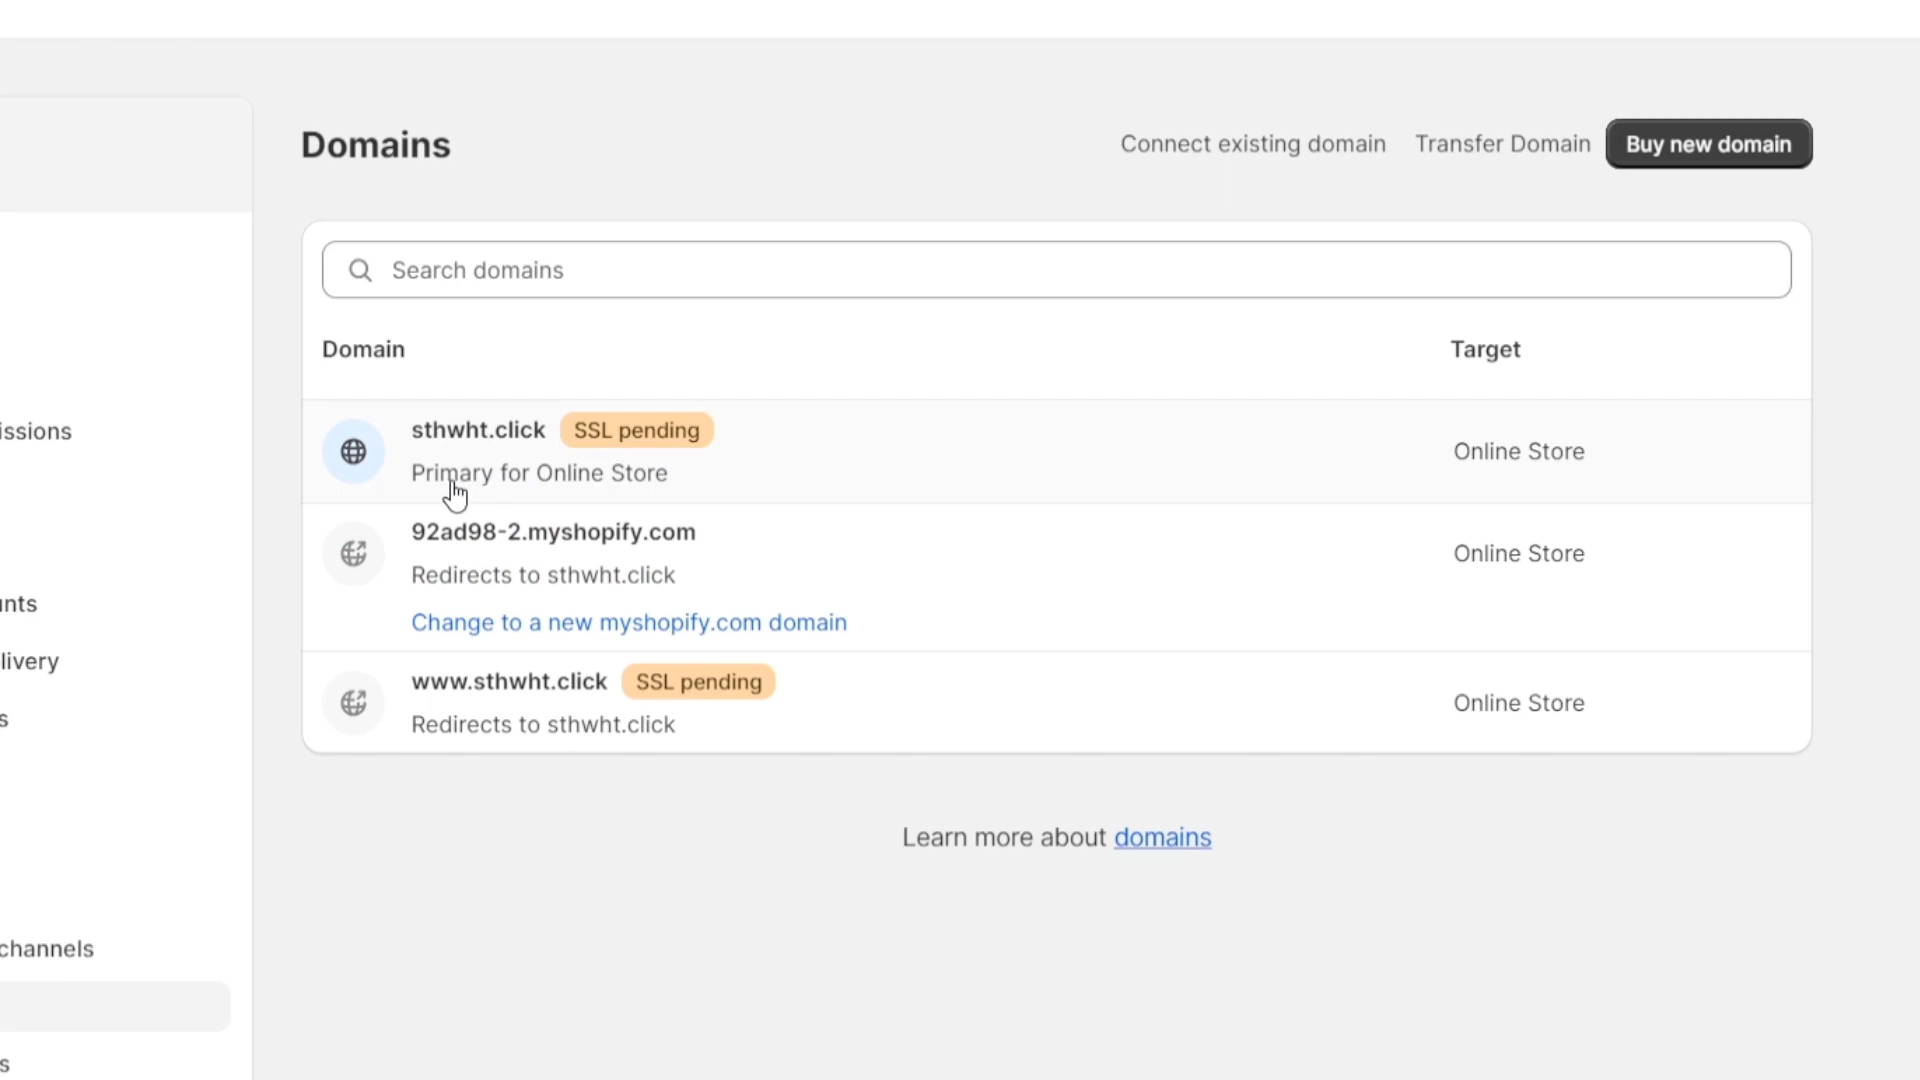 Domains
Connect existing domain
Transfer Domain
Buy new domain
Search domains
Domain
Target
sthwht.click
SSL pending
Primary for Online Store
Online Store
92ad98-2.myshopify.com
Redirects to sthwht.click
Online Store
Change to a new myshopify.com domain
www.sthwht.click
SSL pending
Redirects to sthwht.click
Online Store
Learn more about domains
issions
unts
livery
s
channels
s